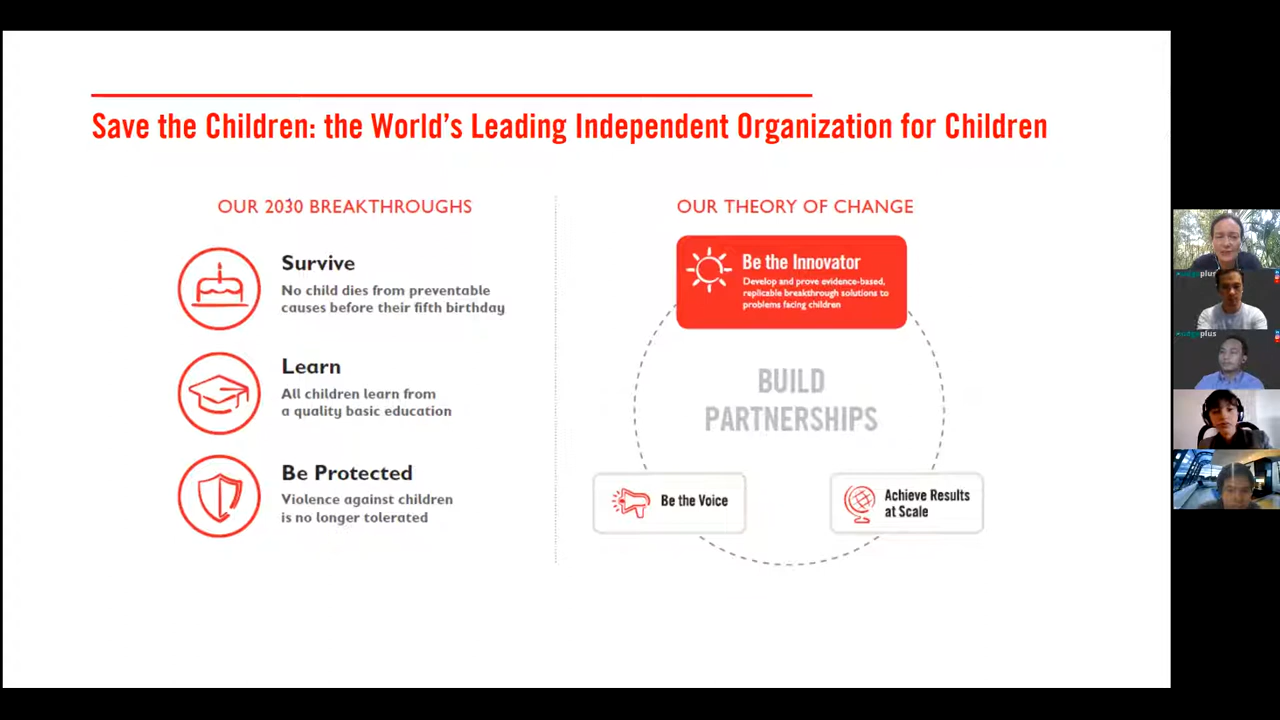 Save the Children: the World's Leading Independent Organization for Children
OUR 2030 BREAKTHROUGHS
Survive
No child dies from preventable
causes before their fifth birthday
Learn
All children learn from
a quality basic education
Be Protected
Violence against children
is no longer tolerated
OUR THEORY OF CHANGE
Be the Innovator
Develop and prove evidence-based,
replicable breakthrough solutions to
problems facing children
BUILD
PARTNERSHIPS
Be the Voice
Achieve Results
at Scale
plus
plus